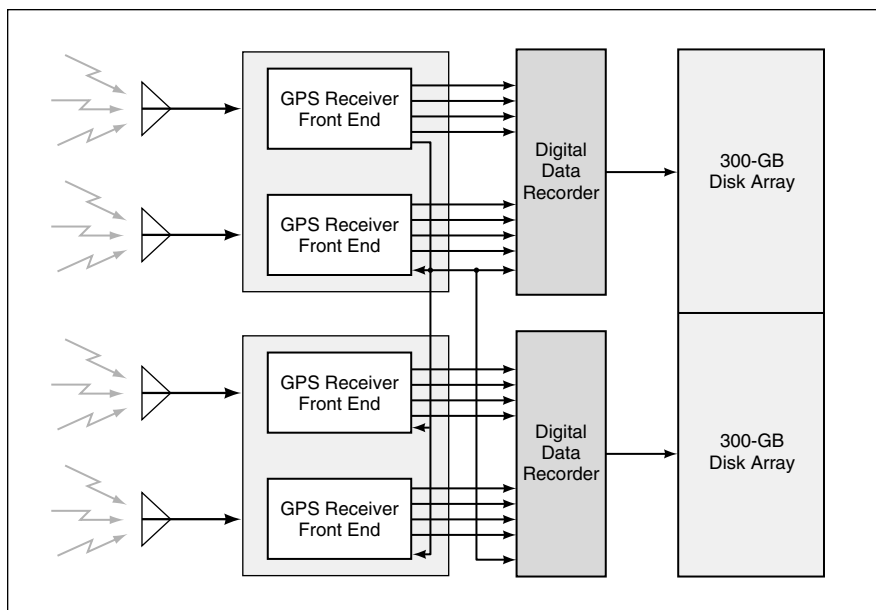 GPS Receiver
Front End
GPS Receiver
Front End
Digital
Data
Recorder
300-GB
Disk Array
GPS Receiver
Front End
GPS Receiver
Front End
Digital
Data
Recorder
300-GB
Disk Array